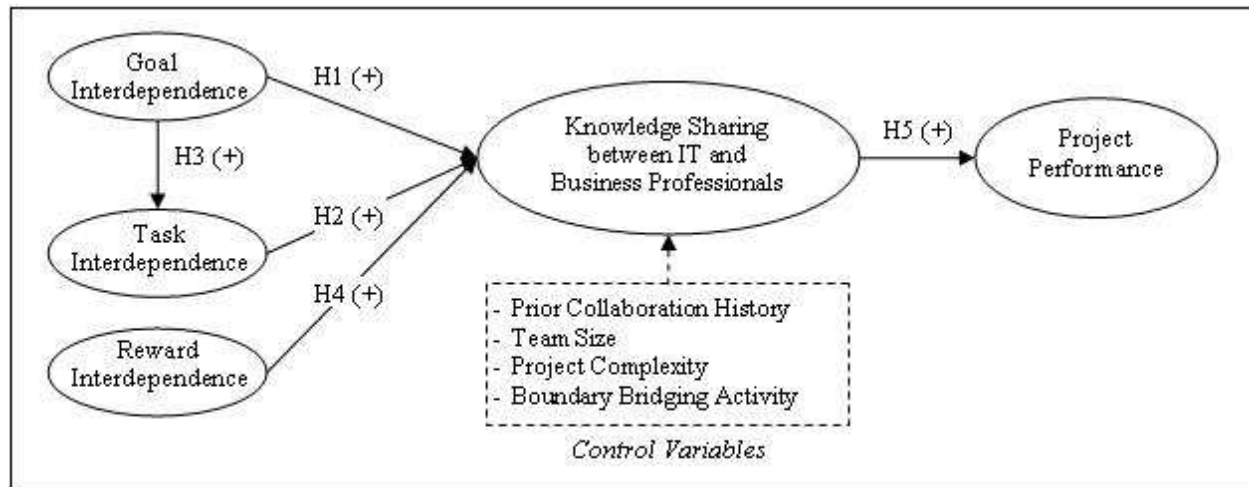 Goal
Interdependence
H1 (+)
H3 (+)
Task
Interdependence
H2 (+)
Reward
Interdependence
H4 (+)
Knowledge Sharing
between IT and
Business Professionals
H5 (+)
Project
Performance
- Prior Collaboration History
- Team Size
- Project Complexity
- Boundary Bridging Activity
Control Variables